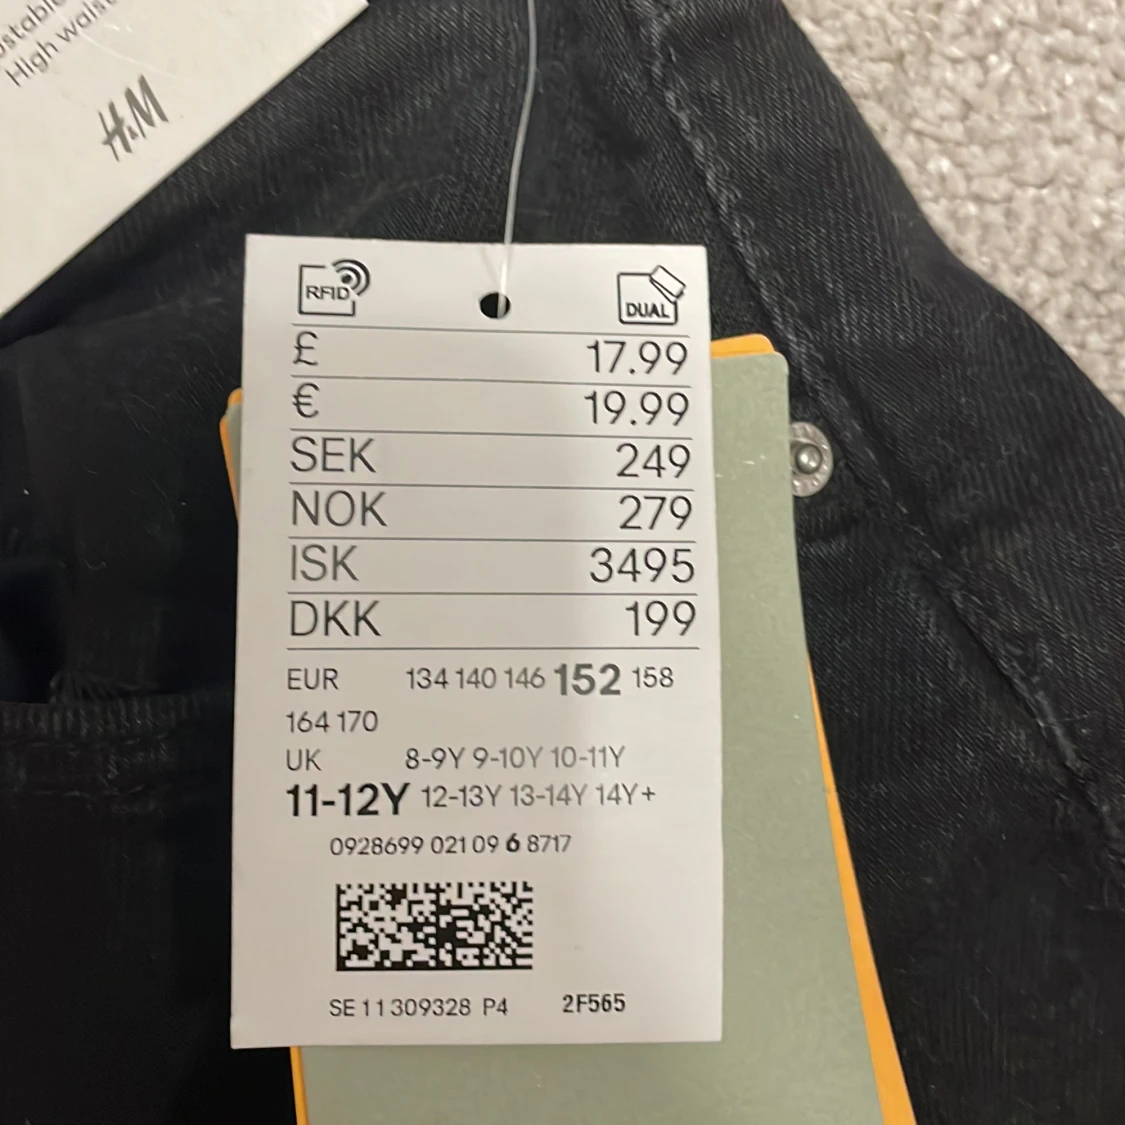 High waist
H&M
RFID
DUAL
£ 17.99
€ 19.99
SEK 249
NOK 279
ISK 3495
DKK 199
EUR 134 140 146 152 158
164 170
UK 8-9Y 9-10Y 10-11Y
11-12Y 12-13Y 13-14Y 14Y+
0928699 021 09 6 8717
SE 11309328 P4 2F565